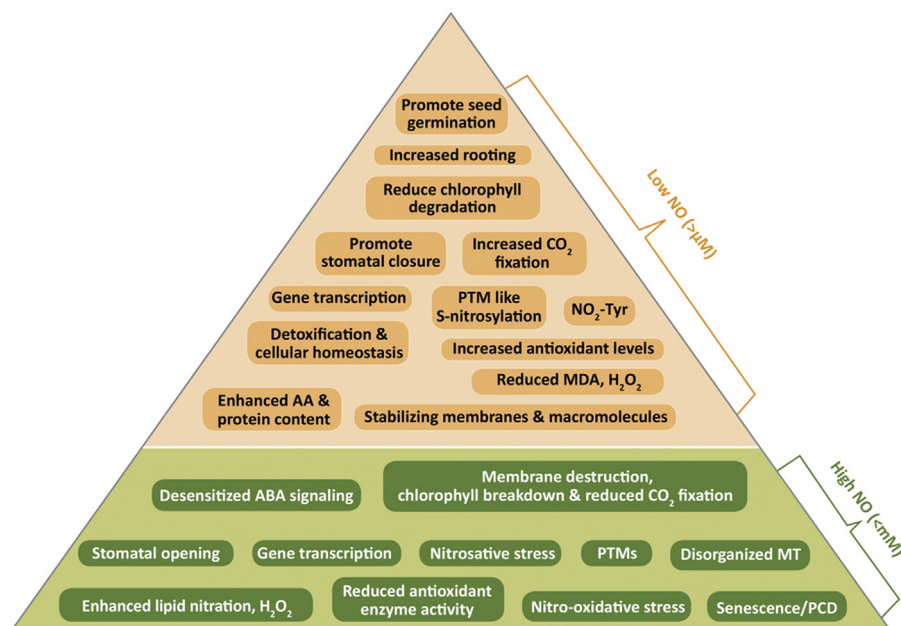 Promote seed
germination
Increased rooting
Reduce chlorophyll
degradation
Promote
stomatal closure
Increased CO₂
fixation
Gene transcription
PTM like
S-nitrosylation
NO₂-Tyr
Detoxification &
cellular homeostasis
Increased antioxidant levels
Reduced MDA, H₂O₂
Enhanced AA &
protein content
Stabilizing membranes & macromolecules
Low NO (>μM)
Desensitized ABA signaling
Membrane destruction,
chlorophyll breakdown & reduced CO₂ fixation
Stomatal opening
Gene transcription
Nitrosative stress
PTMs
Disorganized MT
Enhanced lipid nitration, H₂O₂
Reduced antioxidant
enzyme activity
Nitro-oxidative stress
Senescence/PCD
High NO (<mM)